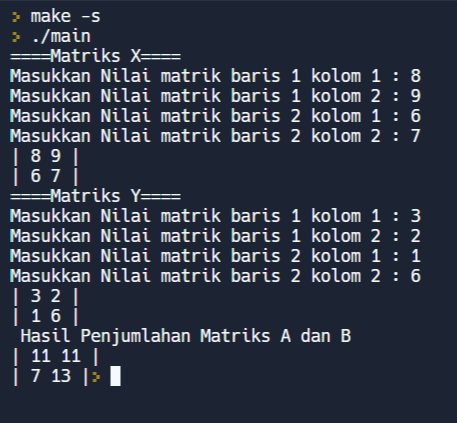 > make -s
> ./main
====Matriks X====
Masukkan Nilai matrik baris 1 kolom 1 : 8
Masukkan Nilai matrik baris 1 kolom 2 : 9
Masukkan Nilai matrik baris 2 kolom 1 : 6
Masukkan Nilai matrik baris 2 kolom 2 : 7
| 8 9 |
| 6 7 |
====Matriks Y====
Masukkan Nilai matrik baris 1 kolom 1 : 3
Masukkan Nilai matrik baris 1 kolom 2 : 2
Masukkan Nilai matrik baris 2 kolom 1 : 1
Masukkan Nilai matrik baris 2 kolom 2 : 6
| 3 2 |
| 1 6 |
Hasil Penjumlahan Matriks A dan B
| 11 11 |
| 7 13 |>